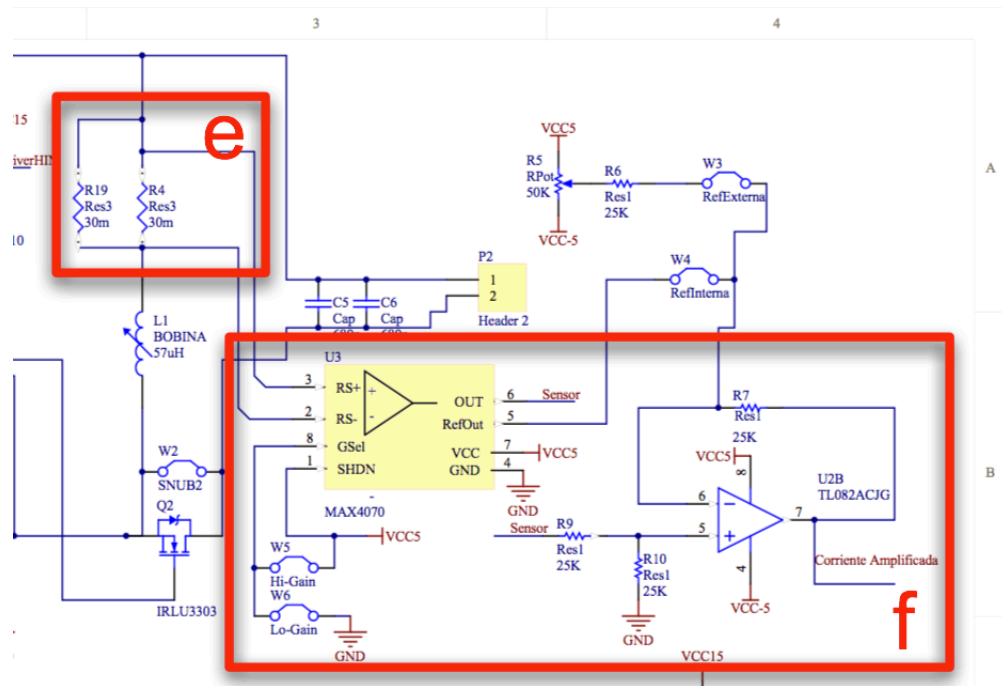 3
4
A
B
e
f
C15
riverHIN
10
R19
Res3
30m
R4
Res3
30m
L1
BOBINA
57uH
W2
SNUB2
Q2
IRLU3303
C5
Cap
C6
Cap
P2
1
2
Header 2
VCC5
R5
RPot
50K
VCC-5
R6
Res1
25K
W3
RefExterna
W4
RefInterna
U3
3
RS+
+
2
RS-
-
8
GSel
1
SHDN
OUT
6
Sensor
RefOut
5
VCC
7
VCC5
GND
4
GND
-
MAX4070
VCC5
W5
Hi-Gain
W6
Lo-Gain
GND
Sensor
R9
Res1
25K
R10
Res1
25K
GND
R7
Res1
25K
VCC5
8
U2B
TL082ACJG
6
5
7
4
VCC-5
Corriente Amplificada
VCC15